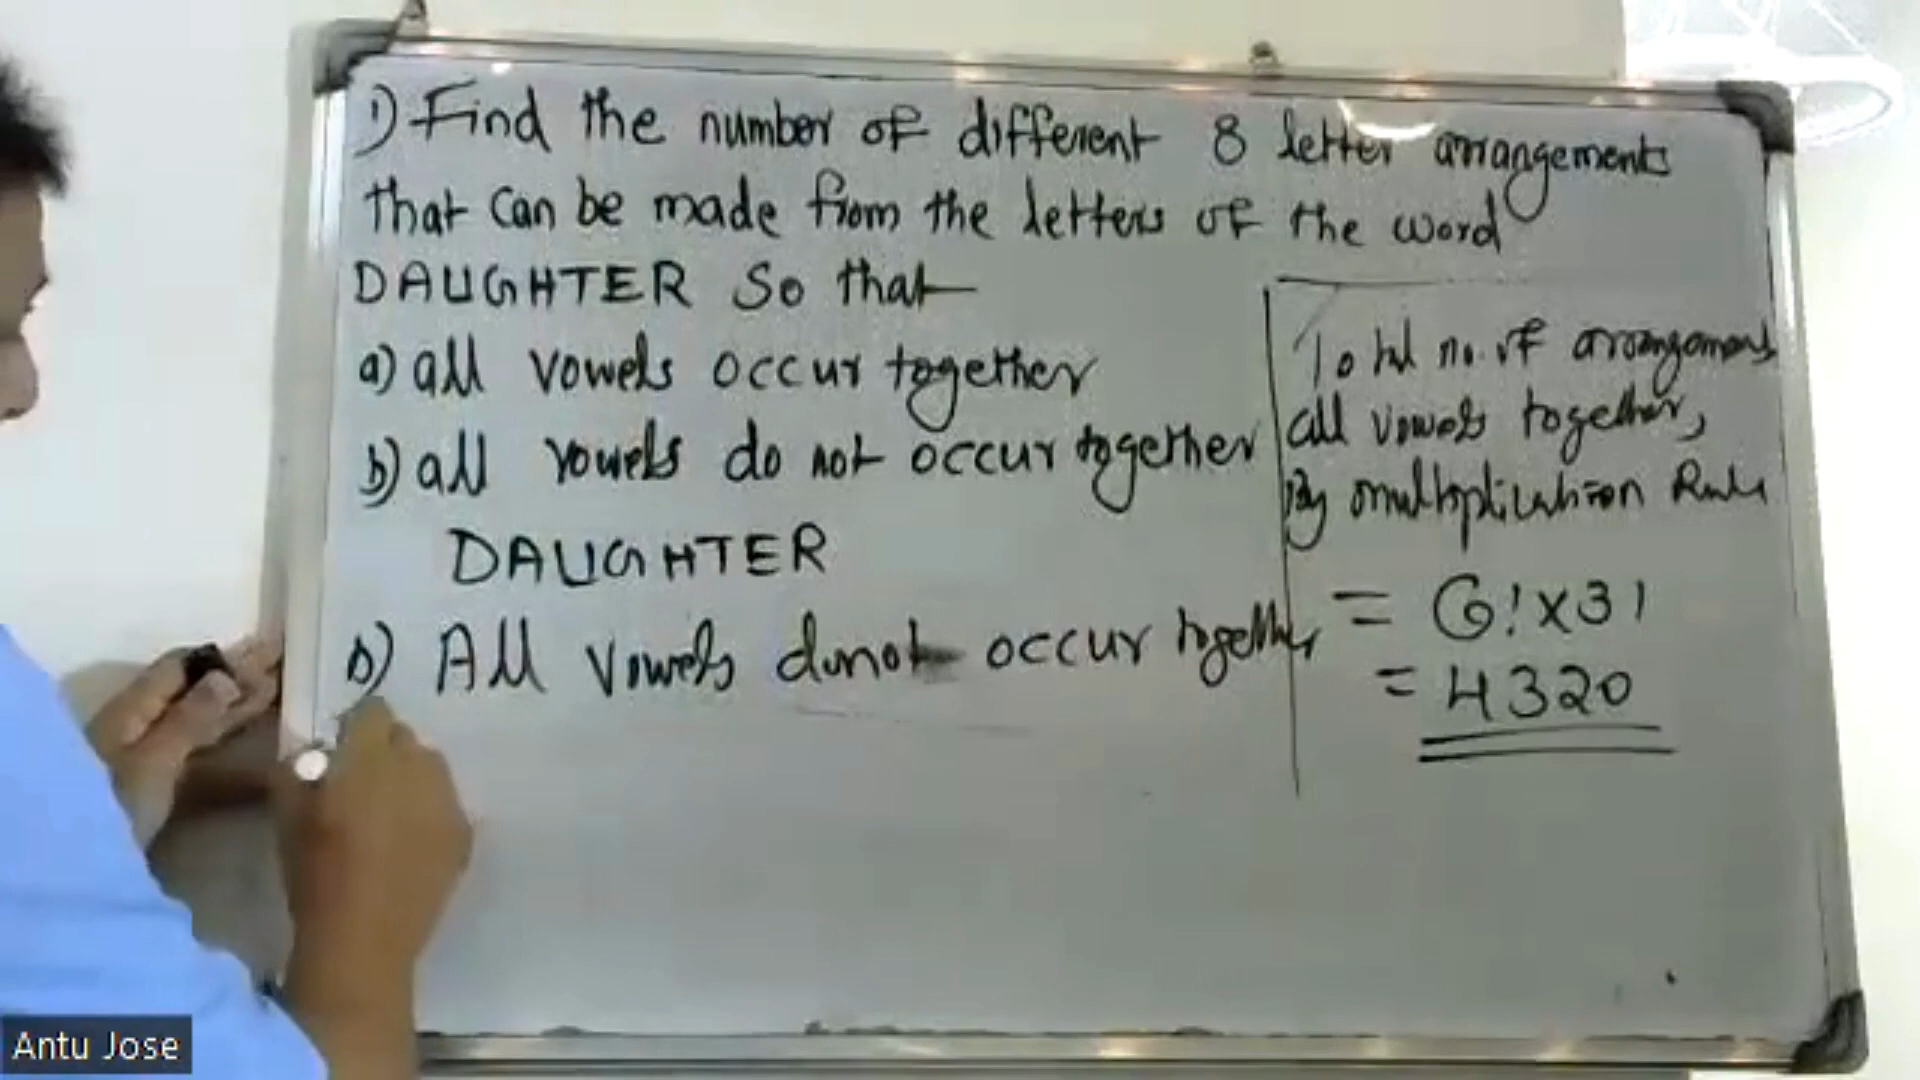 1) Find the number of different 8 letter arrangements
that can be made from the letters of the word
DAUGHTER So that
a) all vowels occur together
b) all vowels do not occur together
DAUGHTER
b) All vowels donot occur together
Total no. of arrangements
all vowels together,
By multiplication Rule
= 6! x 3!
= 4320
Antu Jose